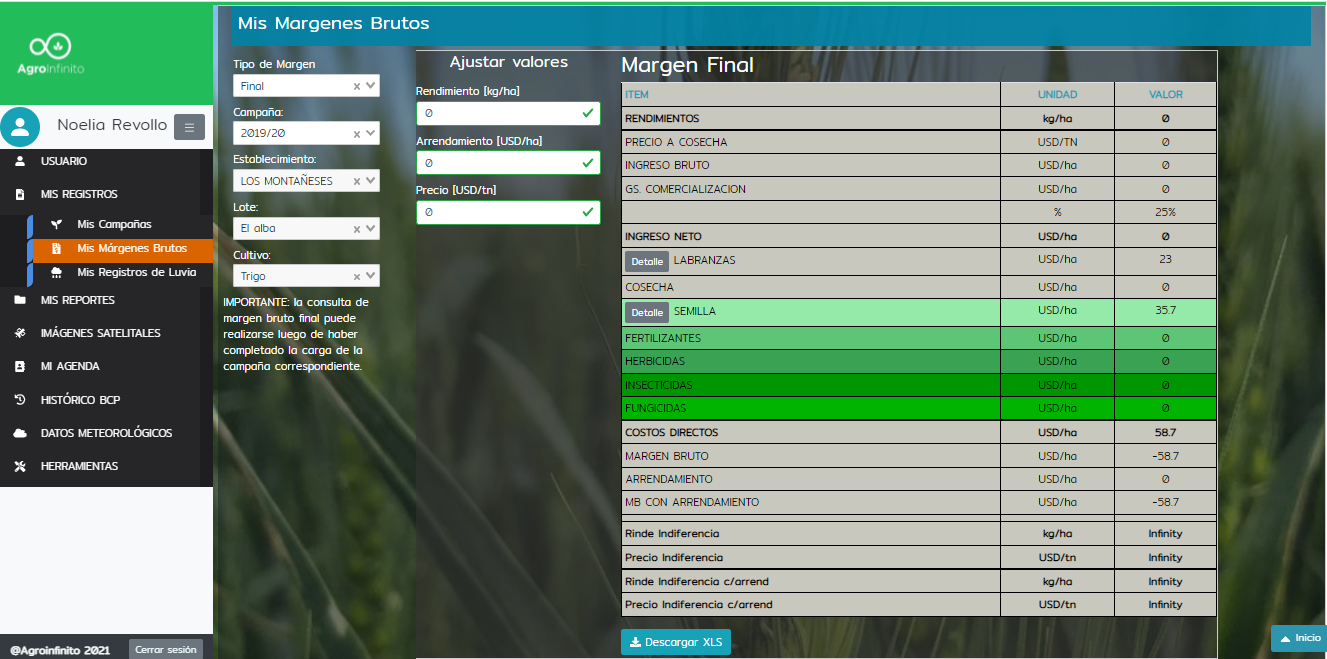 AgroInfinito
Noelia Revollo
USUARIO
MIS REGISTROS
Mis Campañas
Mis Márgenes Brutos
Mis Registros de Luvia
MIS REPORTES
IMÁGENES SATELITALES
MI AGENDA
HISTÓRICO BCP
DATOS METEOROLÓGICOS
HERRAMIENTAS
@Agroinfinito 2021
Cerrar sesión
Mis Margenes Brutos
Tipo de Margen
Final
Campaña:
2019/20
Establecimiento:
LOS MONTAÑESES
Lote:
El alba
Cultivo:
Trigo
IMPORTANTE: la consulta de
margen bruto final puede
realizarse luego de haber
completado la carga de la
campaña correspondiente.
Ajustar valores
Rendimiento [kg/ha]
0
Arrendamiento [USD/ha]
0
Precio [USD/tn]
0
Margen Final
ITEM UNIDAD VALOR
RENDIMIENTOS kg/ha 0
PRECIO A COSECHA USD/TN 0
INGRESO BRUTO USD/ha 0
GS. COMERCIALIZACION USD/ha 0
% 25%
INGRESO NETO USD/ha 0
Detalle LABRANZAS USD/ha 23
COSECHA USD/ha 0
Detalle SEMILLA USD/ha 35.7
FERTILIZANTES USD/ha 0
HERBICIDAS USD/ha 0
INSECTICIDAS USD/ha 0
FUNGICIDAS USD/ha 0
COSTOS DIRECTOS USD/ha 58.7
MARGEN BRUTO USD/ha -58.7
ARRENDAMIENTO USD/ha 0
MB CON ARRENDAMIENTO USD/ha -58.7
Rinde Indiferencia kg/ha Infinity
Precio Indiferencia USD/tn Infinity
Rinde Indiferencia c/arrend kg/ha Infinity
Precio Indiferencia c/arrend USD/tn Infinity
Descargar XLS
Inicio